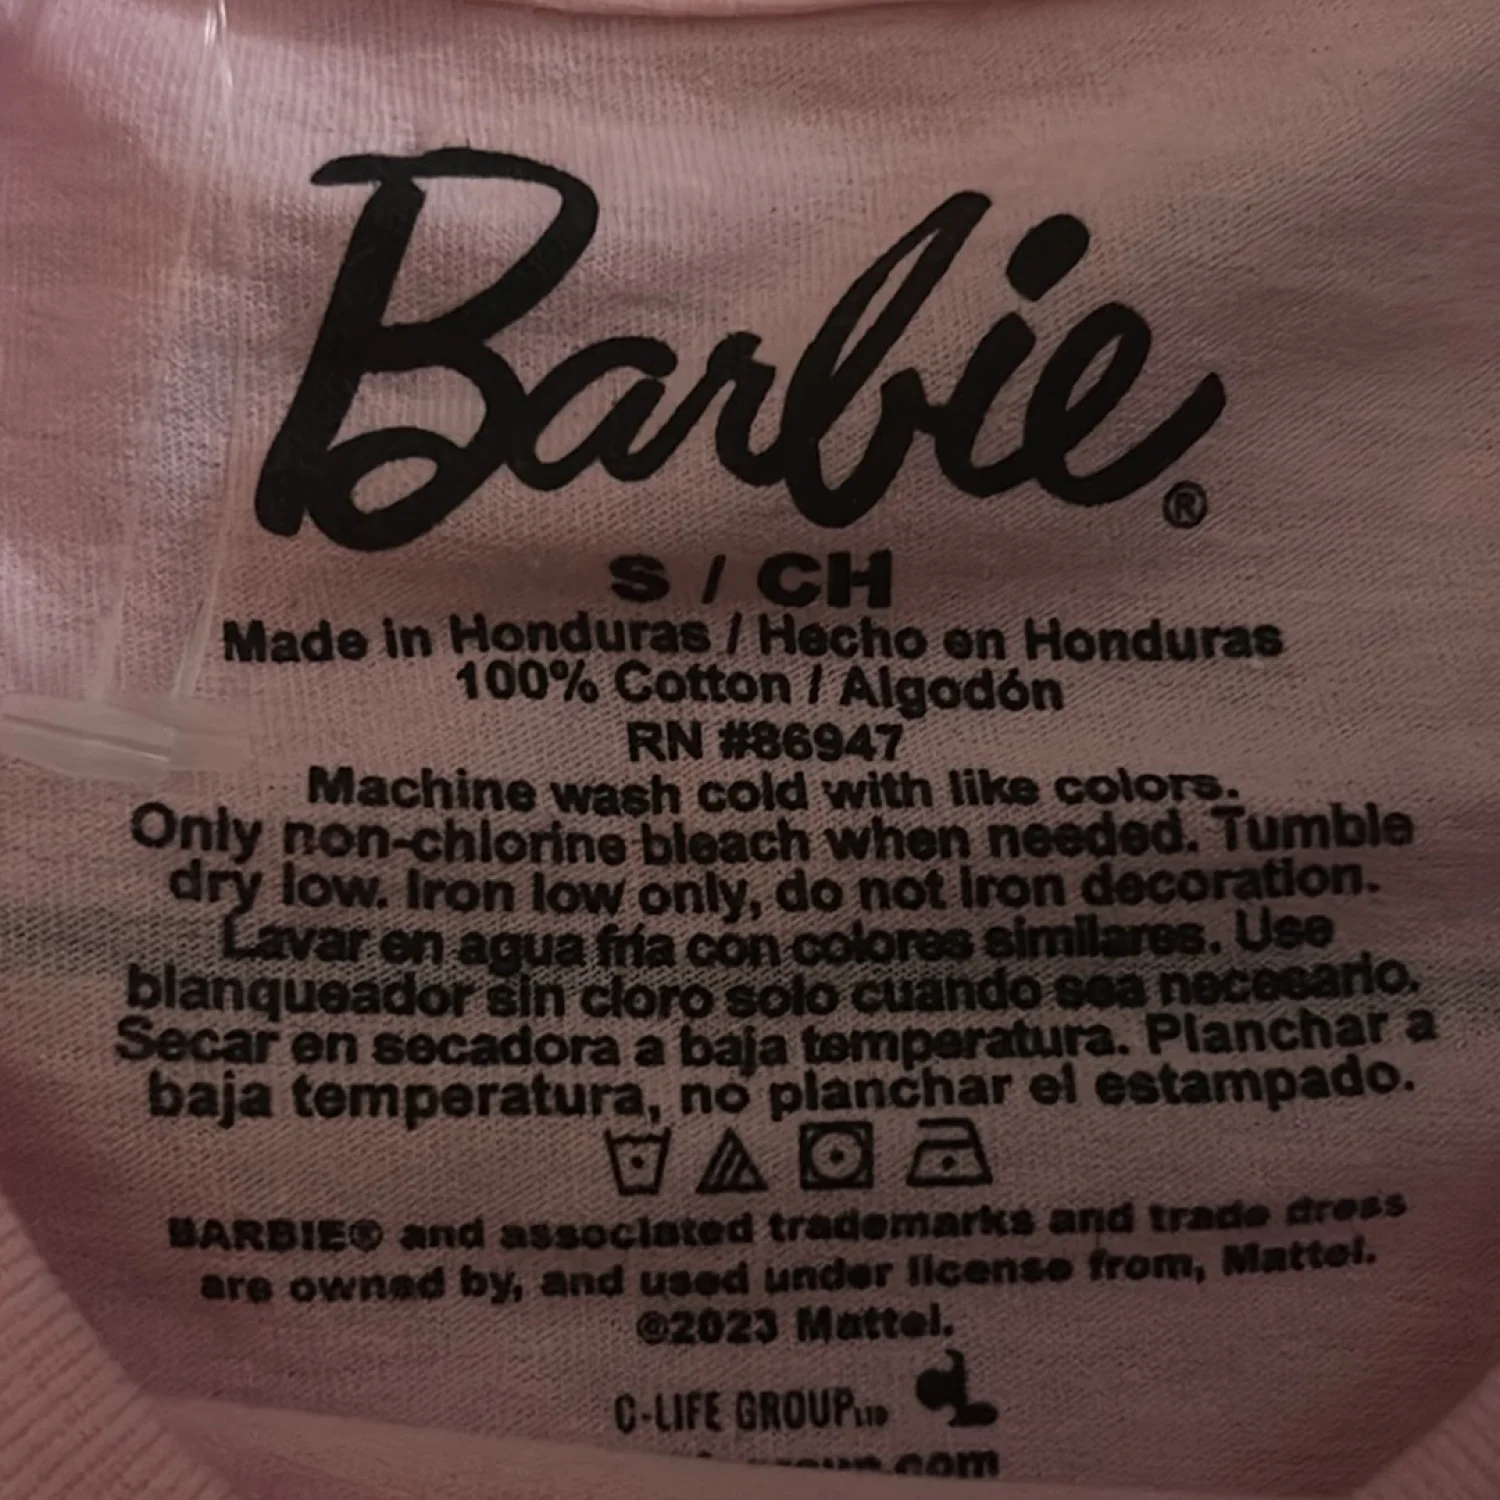 Barbie®
S / CH
Made in Honduras / Hecho en Honduras
100% Cotton / Algodón
RN #86947
Machine wash cold with like colors.
Only non-chlorine bleach when needed. Tumble
dry low. Iron low only, do not iron decoration.
Lavar en agua fría con colores similares. Use
blanqueador sin cloro solo cuando sea necesario.
Secar en secadora a baja temperatura. Planchar a
baja temperatura, no planchar el estampado.
BARBIE® and associated trademarks and trade dress
are owned by, and used under license from, Mattel.
©2023 Mattel.
C-LIFE GROUP LTD